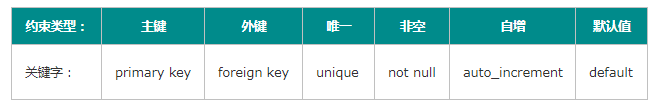 约束类型： 主键 外键 唯一 非空 自增 默认值
关键字： primary key foreign key unique not null auto_increment default